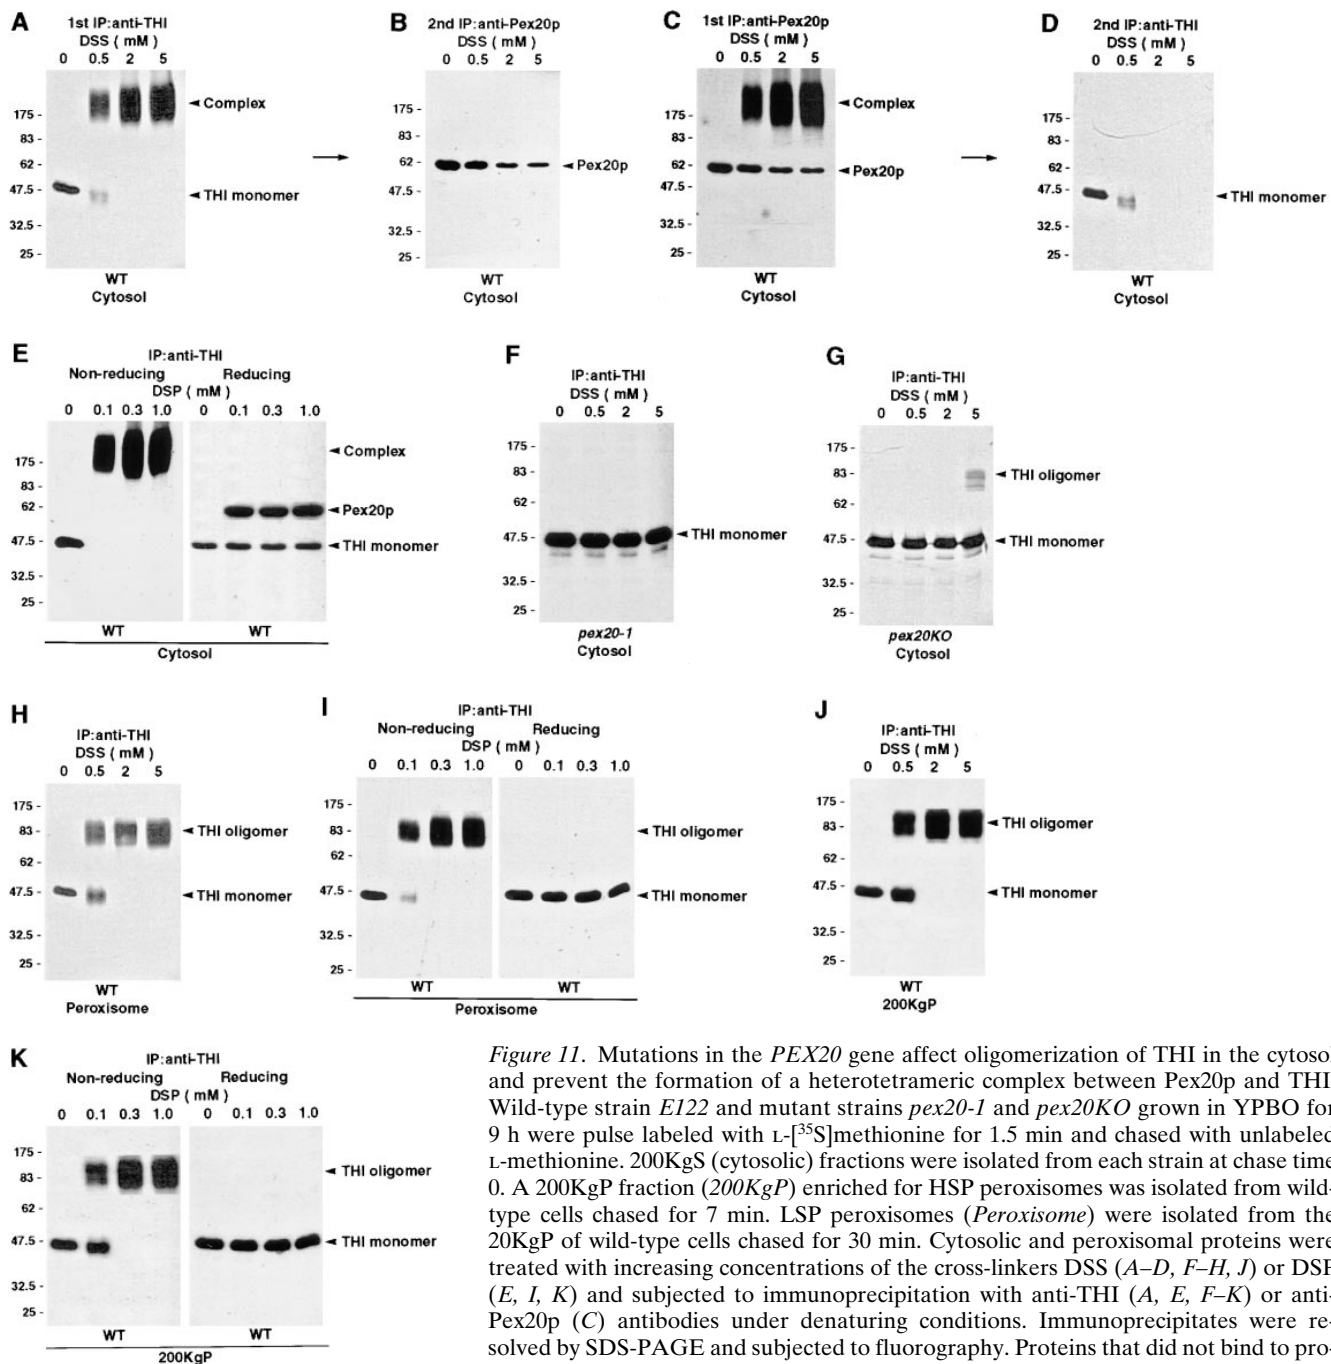 A
1st IP:anti-THI
DSS ( mM )
0 0.5 2 5
175 -
83 -
62 -
47.5 -
32.5 -
25 -
Complex
THI monomer
WT
Cytosol
B
2nd IP:anti-Pex20p
DSS ( mM )
0 0.5 2 5
175 -
83 -
62 -
47.5 -
32.5 -
25 -
Pex20p
WT
Cytosol
C
1st IP:anti-Pex20p
DSS ( mM )
0 0.5 2 5
175 -
83 -
62 -
47.5 -
32.5 -
25 -
Complex
Pex20p
WT
Cytosol
D
2nd IP:anti-THI
DSS ( mM )
0 0.5 2 5
175 -
83 -
62 -
47.5 -
32.5 -
25 -
THI monomer
WT
Cytosol
E
IP:anti-THI
Non-reducing Reducing
DSP ( mM )
0 0.1 0.3 1.0 0 0.1 0.3 1.0
175 -
83 -
62 -
47.5 -
32.5 -
25 -
Complex
Pex20p
THI monomer
WT WT
Cytosol
F
IP:anti-THI
DSS ( mM )
0 0.5 2 5
175 -
83 -
62 -
47.5 -
32.5 -
25 -
THI monomer
pex20-1
Cytosol
G
IP:anti-THI
DSS ( mM )
0 0.5 2 5
175 -
83 -
62 -
47.5 -
32.5 -
25 -
THI oligomer
THI monomer
pex20KO
Cytosol
H
IP:anti-THI
DSS ( mM )
0 0.5 2 5
175 -
83 -
62 -
47.5 -
32.5 -
25 -
THI oligomer
THI monomer
WT
Peroxisome
I
IP:anti-THI
Non-reducing Reducing
DSP ( mM )
0 0.1 0.3 1.0 0 0.1 0.3 1.0
175 -
83 -
62 -
47.5 -
32.5 -
25 -
THI oligomer
THI monomer
WT WT
Peroxisome
J
IP:anti-THI
DSS ( mM )
0 0.5 2 5
175 -
83 -
62 -
47.5 -
32.5 -
25 -
THI oligomer
THI monomer
WT
200KgP
K
IP:anti-THI
Non-reducing Reducing
DSP ( mM )
0 0.1 0.3 1.0 0 0.1 0.3 1.0
175 -
83 -
62 -
47.5 -
32.5 -
25 -
THI oligomer
THI monomer
WT WT
200KgP
Figure 11. Mutations in the PEX20 gene affect oligomerization of THI in the cytosol
and prevent the formation of a heterotetrameric complex between Pex20p and THI.
Wild-type strain E122 and mutant strains pex20-1 and pex20KO grown in YPBO for
9 h were pulse labeled with L-[35S]methionine for 1.5 min and chased with unlabeled
L-methionine. 200KgS (cytosolic) fractions were isolated from each strain at chase time
0. A 200KgP fraction (200KgP) enriched for HSP peroxisomes was isolated from wild-
type cells chased for 7 min. LSP peroxisomes (Peroxisome) were isolated from the
20KgP of wild-type cells chased for 30 min. Cytosolic and peroxisomal proteins were
treated with increasing concentrations of the cross-linkers DSS (A–D, F–H, J) or DSP
(E, I, K) and subjected to immunoprecipitation with anti-THI (A, E, F–K) or anti-
Pex20p (C) antibodies under denaturing conditions. Immunoprecipitates were re-
solved by SDS-PAGE and subjected to fluorography. Proteins that did not bind to pro-